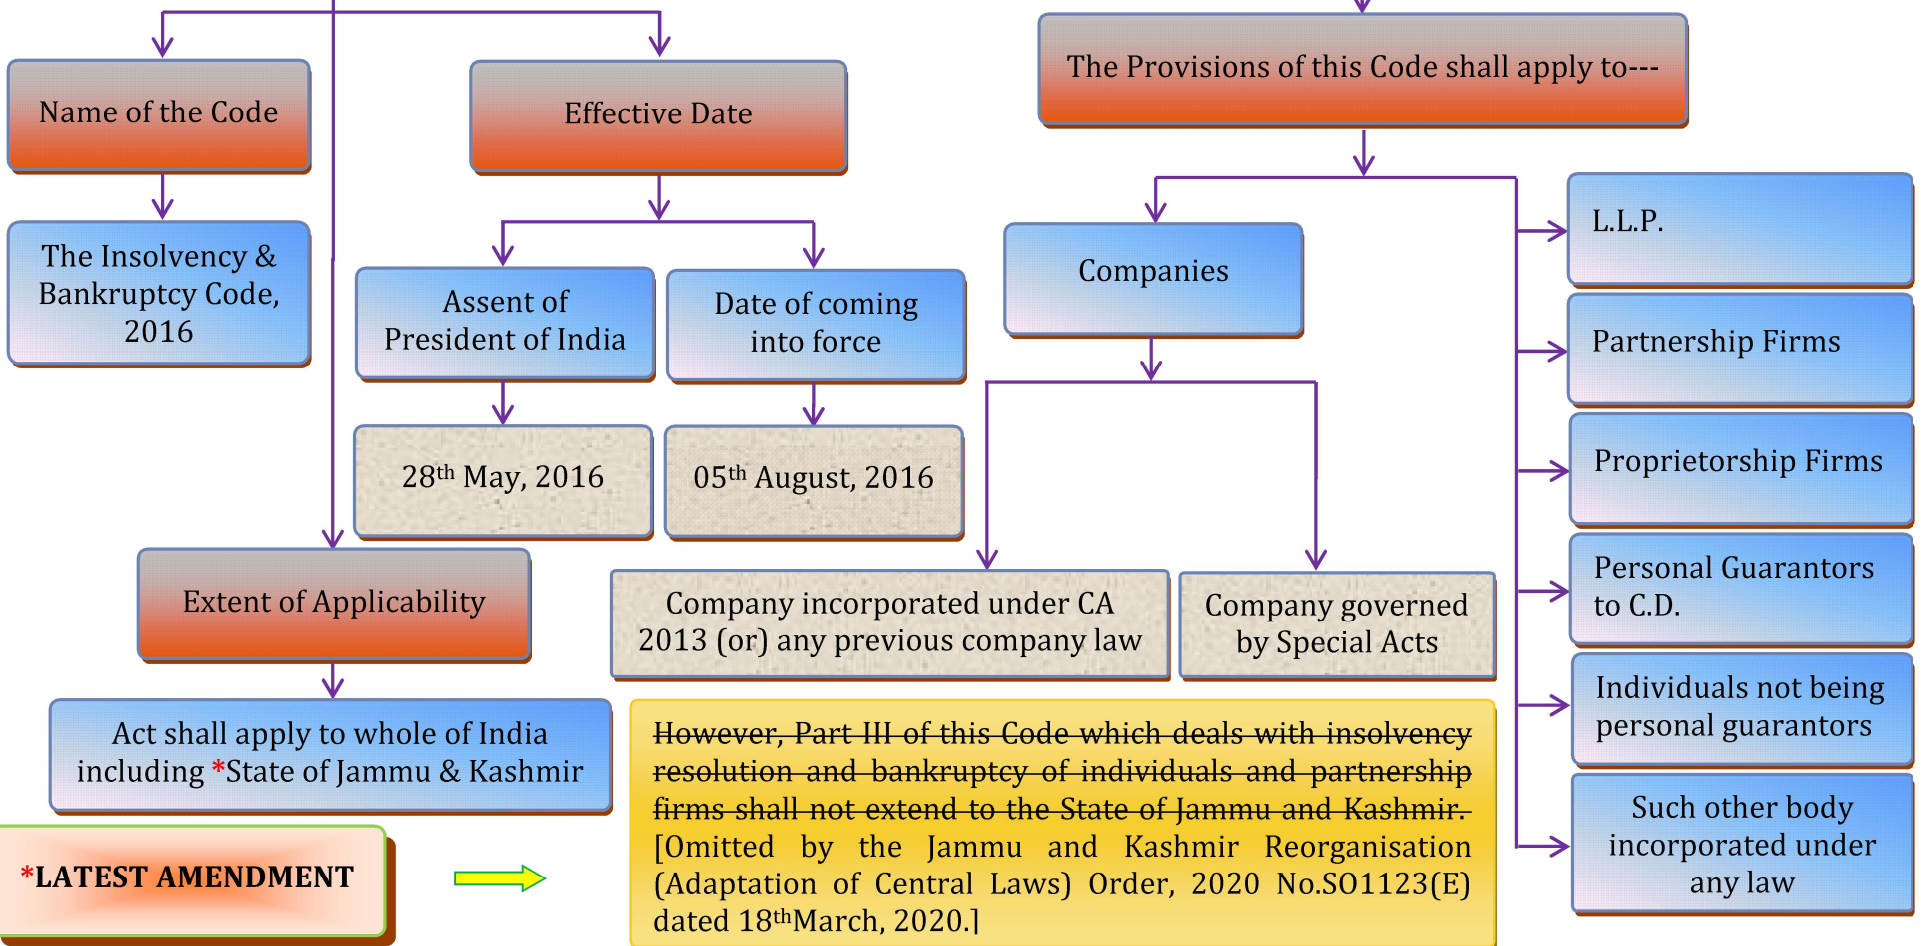 Name of the Code
The Insolvency &
Bankruptcy Code,
2016
Effective Date
Assent of
President of India
28th May, 2016
Date of coming
into force
05th August, 2016
Extent of Applicability
Act shall apply to whole of India
including *State of Jammu & Kashmir
The Provisions of this Code shall apply to---
Companies
Company incorporated under CA
2013 (or) any previous company law
Company governed
by Special Acts
L.L.P.
Partnership Firms
Proprietorship Firms
Personal Guarantors
to C.D.
Individuals not being
personal guarantors
Such other body
incorporated under
any law
*LATEST AMENDMENT
However, Part III of this Code which deals with insolvency
resolution and bankruptcy of individuals and partnership
firms shall not extend to the State of Jammu and Kashmir.
[Omitted by the Jammu and Kashmir Reorganisation
(Adaptation of Central Laws) Order, 2020 No.SO1123(E)
dated 18thMarch, 2020.]